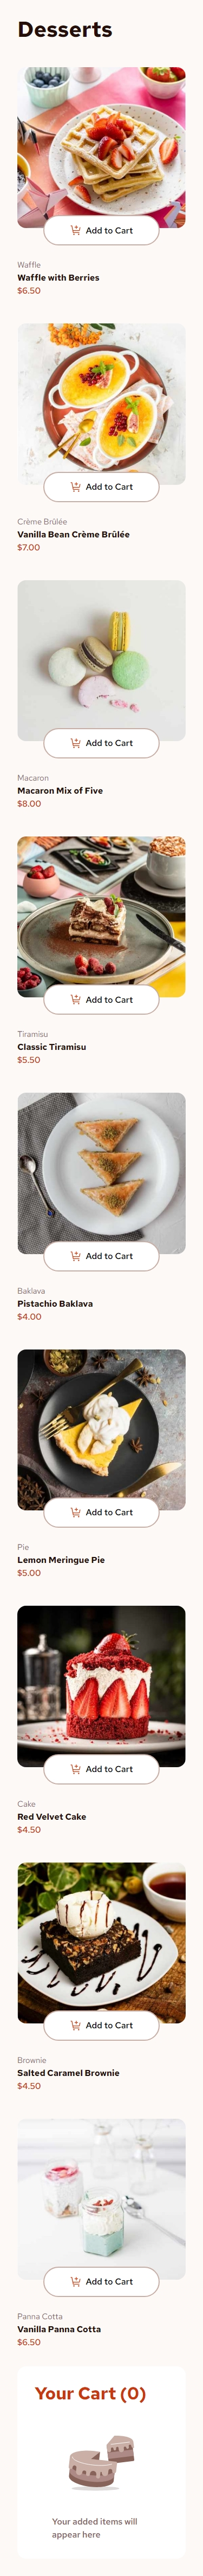 Desserts
Add to Cart
Waffle
Waffle with Berries
$6.50
Add to Cart
Crème Brûlée
Vanilla Bean Crème Brûlée
$7.00
Add to Cart
Macaron
Macaron Mix of Five
$8.00
Add to Cart
Tiramisu
Classic Tiramisu
$5.50
Add to Cart
Baklava
Pistachio Baklava
$4.00
Add to Cart
Pie
Lemon Meringue Pie
$5.00
Add to Cart
Cake
Red Velvet Cake
$4.50
Add to Cart
Brownie
Salted Caramel Brownie
$4.50
Add to Cart
Panna Cotta
Vanilla Panna Cotta
$6.50
Your Cart (0)
Your added items will
appear here